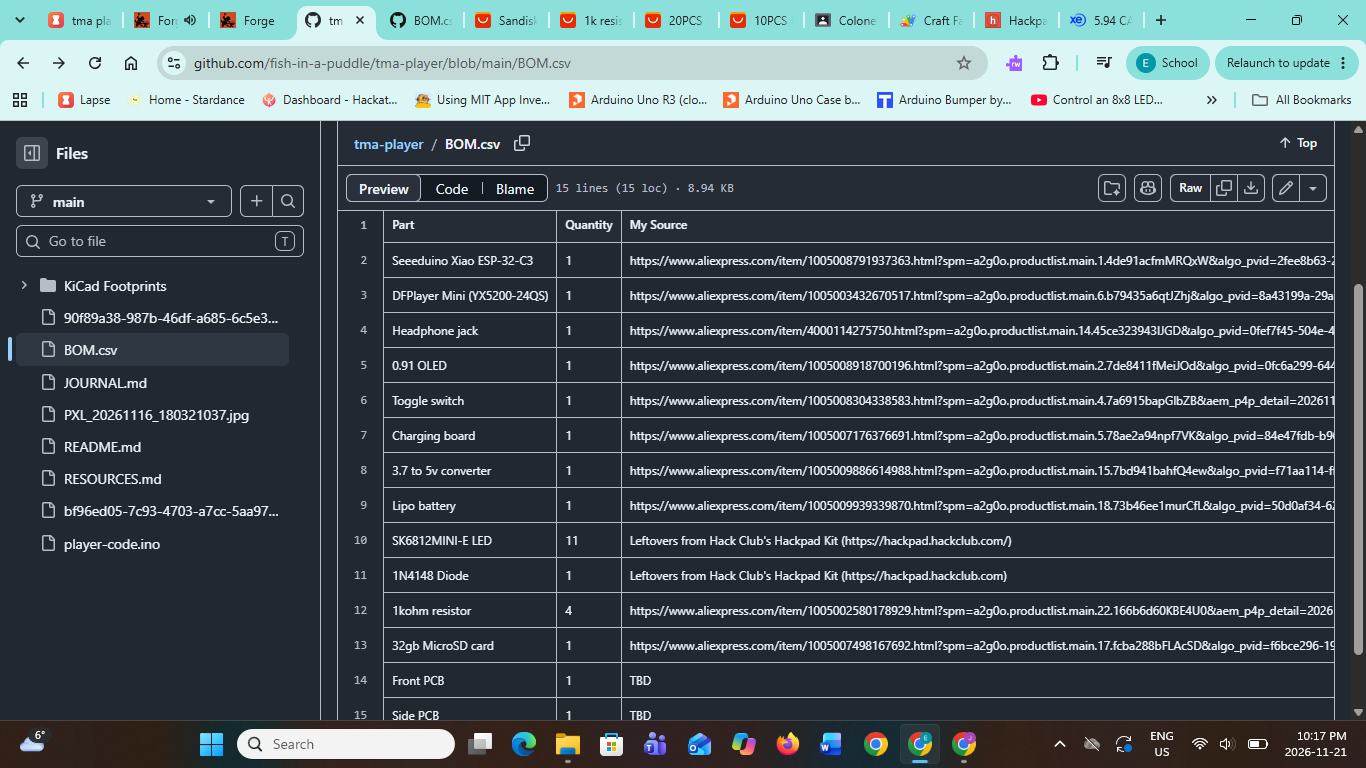 tma pla
For
Forge
tm
BOM.cs
Sandisk
1k resis
20PCS
10PCS
Colone
Craft Fa
Hackpa
5.94 CA
github.com/fish-in-a-puddle/tma-player/blob/main/BOM.csv
E School
Relaunch to update
Lapse
Home - Stardance
Dashboard - Hackat...
Using MIT App Inve...
Arduino Uno R3 (clo...
Arduino Uno Case b...
Arduino Bumper by...
Control an 8x8 LED...
All Bookmarks
Files
main
Go to file
T
KiCad Footprints
90f89a38-987b-46df-a685-6c5e3...
BOM.csv
JOURNAL.md
PXL_20261116_180321037.jpg
README.md
RESOURCES.md
bf96ed05-7c93-4703-a7cc-5aa97...
player-code.ino
tma-player / BOM.csv
Top
Preview
Code
Blame
15 lines (15 loc) · 8.94 KB
Raw
1 Part Quantity My Source
2 Seeeduino Xiao ESP-32-C3 1 https://www.aliexpress.com/item/1005008791937363.html?spm=a2g0o.productlist.main.1.4de91acfmMRQxW&algo_pvid=2fee8b63-2
3 DFPlayer Mini (YX5200-24QS) 1 https://www.aliexpress.com/item/1005003432670517.html?spm=a2g0o.productlist.main.6.b79435a6qtJZhj&algo_pvid=8a43199a-29a
4 Headphone jack 1 https://www.aliexpress.com/item/4000114275750.html?spm=a2g0o.productlist.main.14.45ce323943lJGD&algo_pvid=0fef7f45-504e-4
5 0.91 OLED 1 https://www.aliexpress.com/item/1005008918700196.html?spm=a2g0o.productlist.main.2.7de8411fMeiJOd&algo_pvid=0fc6a299-644
6 Toggle switch 1 https://www.aliexpress.com/item/1005008304338583.html?spm=a2g0o.productlist.main.4.7a6915bapGlbZB&aem_p4p_detail=202611
7 Charging board 1 https://www.aliexpress.com/item/1005007176376691.html?spm=a2g0o.productlist.main.5.78ae2a94npf7VK&algo_pvid=84e47fdb-b90
8 3.7 to 5v converter 1 https://www.aliexpress.com/item/1005009886614988.html?spm=a2g0o.productlist.main.15.7bd941bahfQ4ew&algo_pvid=f71aa114-f
9 Lipo battery 1 https://www.aliexpress.com/item/1005009939339870.html?spm=a2g0o.productlist.main.18.73b46ee1murCfL&algo_pvid=50d0af34-62
10 SK6812MINI-E LED 11 Leftovers from Hack Club's Hackpad Kit (https://hackpad.hackclub.com/)
11 1N4148 Diode 1 Leftovers from Hack Club's Hackpad Kit (https://hackpad.hackclub.com)
12 1kohm resistor 4 https://www.aliexpress.com/item/1005002580178929.html?spm=a2g0o.productlist.main.22.166b6d60KBE4U0&aem_p4p_detail=2026
13 32gb MicroSD card 1 https://www.aliexpress.com/item/1005007498167692.html?spm=a2g0o.productlist.main.17.fcba288bFLAcSD&algo_pvid=f6bce296-19
14 Front PCB 1 TBD
15 Side PCB 1 TBD
6°
Search
ENG
US
10:17 PM
2026-11-21